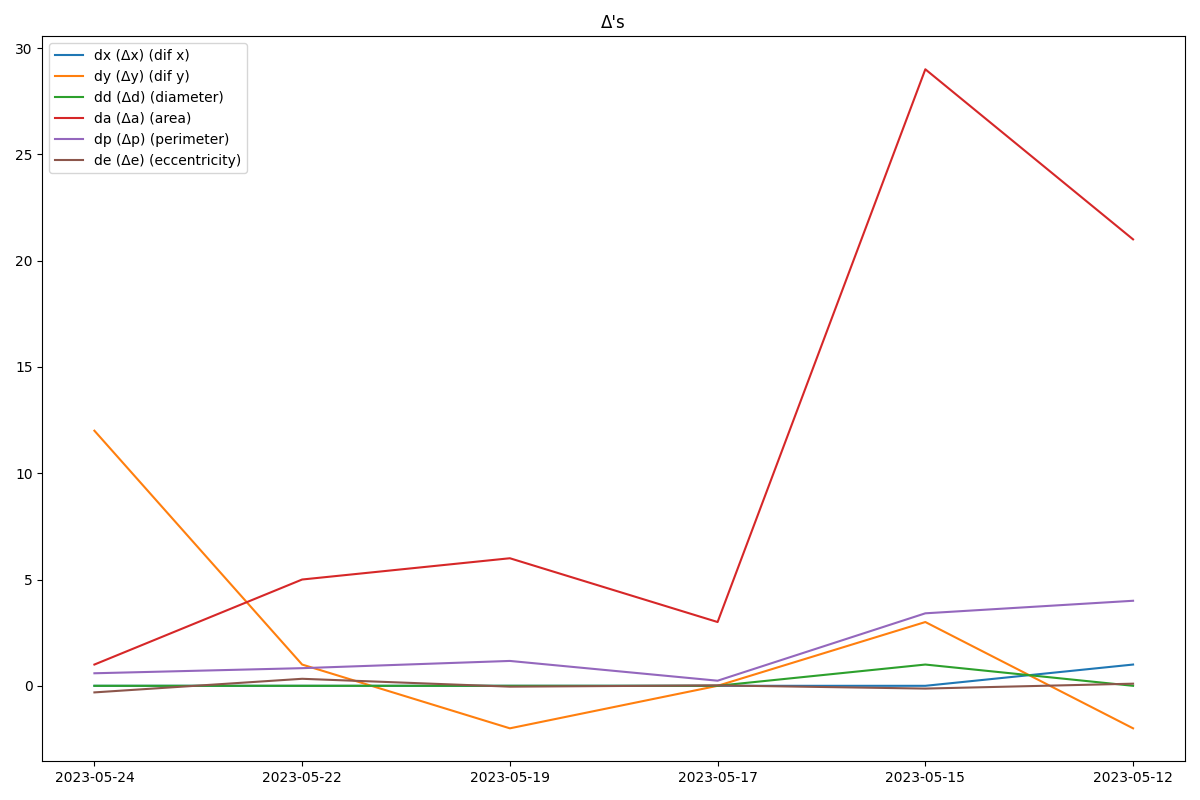 Δ's
dx (Δx) (dif x)
dy (Δy) (dif y)
dd (Δd) (diameter)
da (Δa) (area)
dp (Δp) (perimeter)
de (Δe) (eccentricity)
30
25
20
15
10
5
0
2023-05-24 2023-05-22 2023-05-19 2023-05-17 2023-05-15 2023-05-12